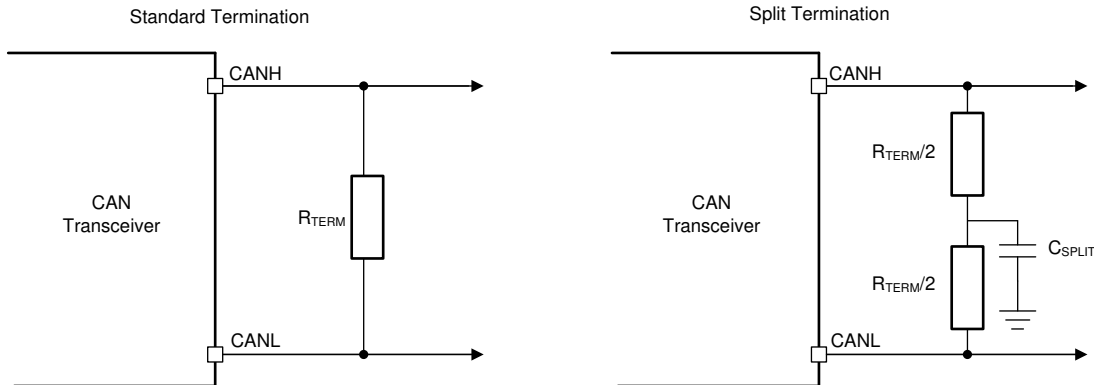 Standard Termination
CANH
CAN
Transceiver
RTERM
CANL
Split Termination
CANH
RTERM/2
CAN
Transceiver
CSPLIT
RTERM/2
CANL